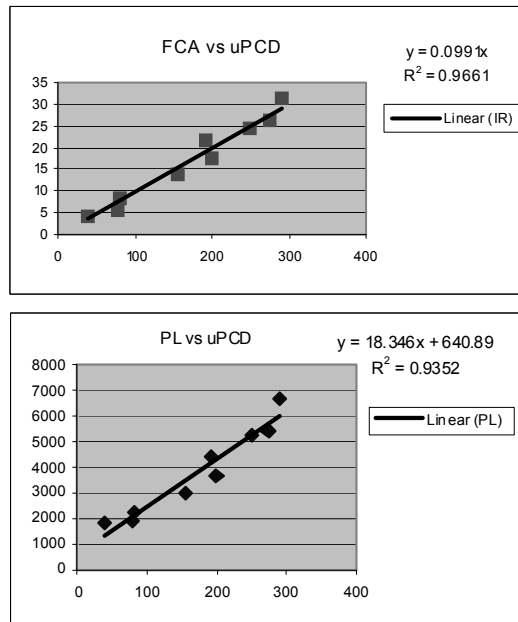 FCA vs uPCD
y = 0.0991x
R² = 0.9661
35
30
25
20
15
10
5
0
0 100 200 300 400
Linear (IR)
PL vs uPCD
y = 18.346x + 640.89
R² = 0.9352
8000
7000
6000
5000
4000
3000
2000
1000
0
0 100 200 300 400
Linear (PL)